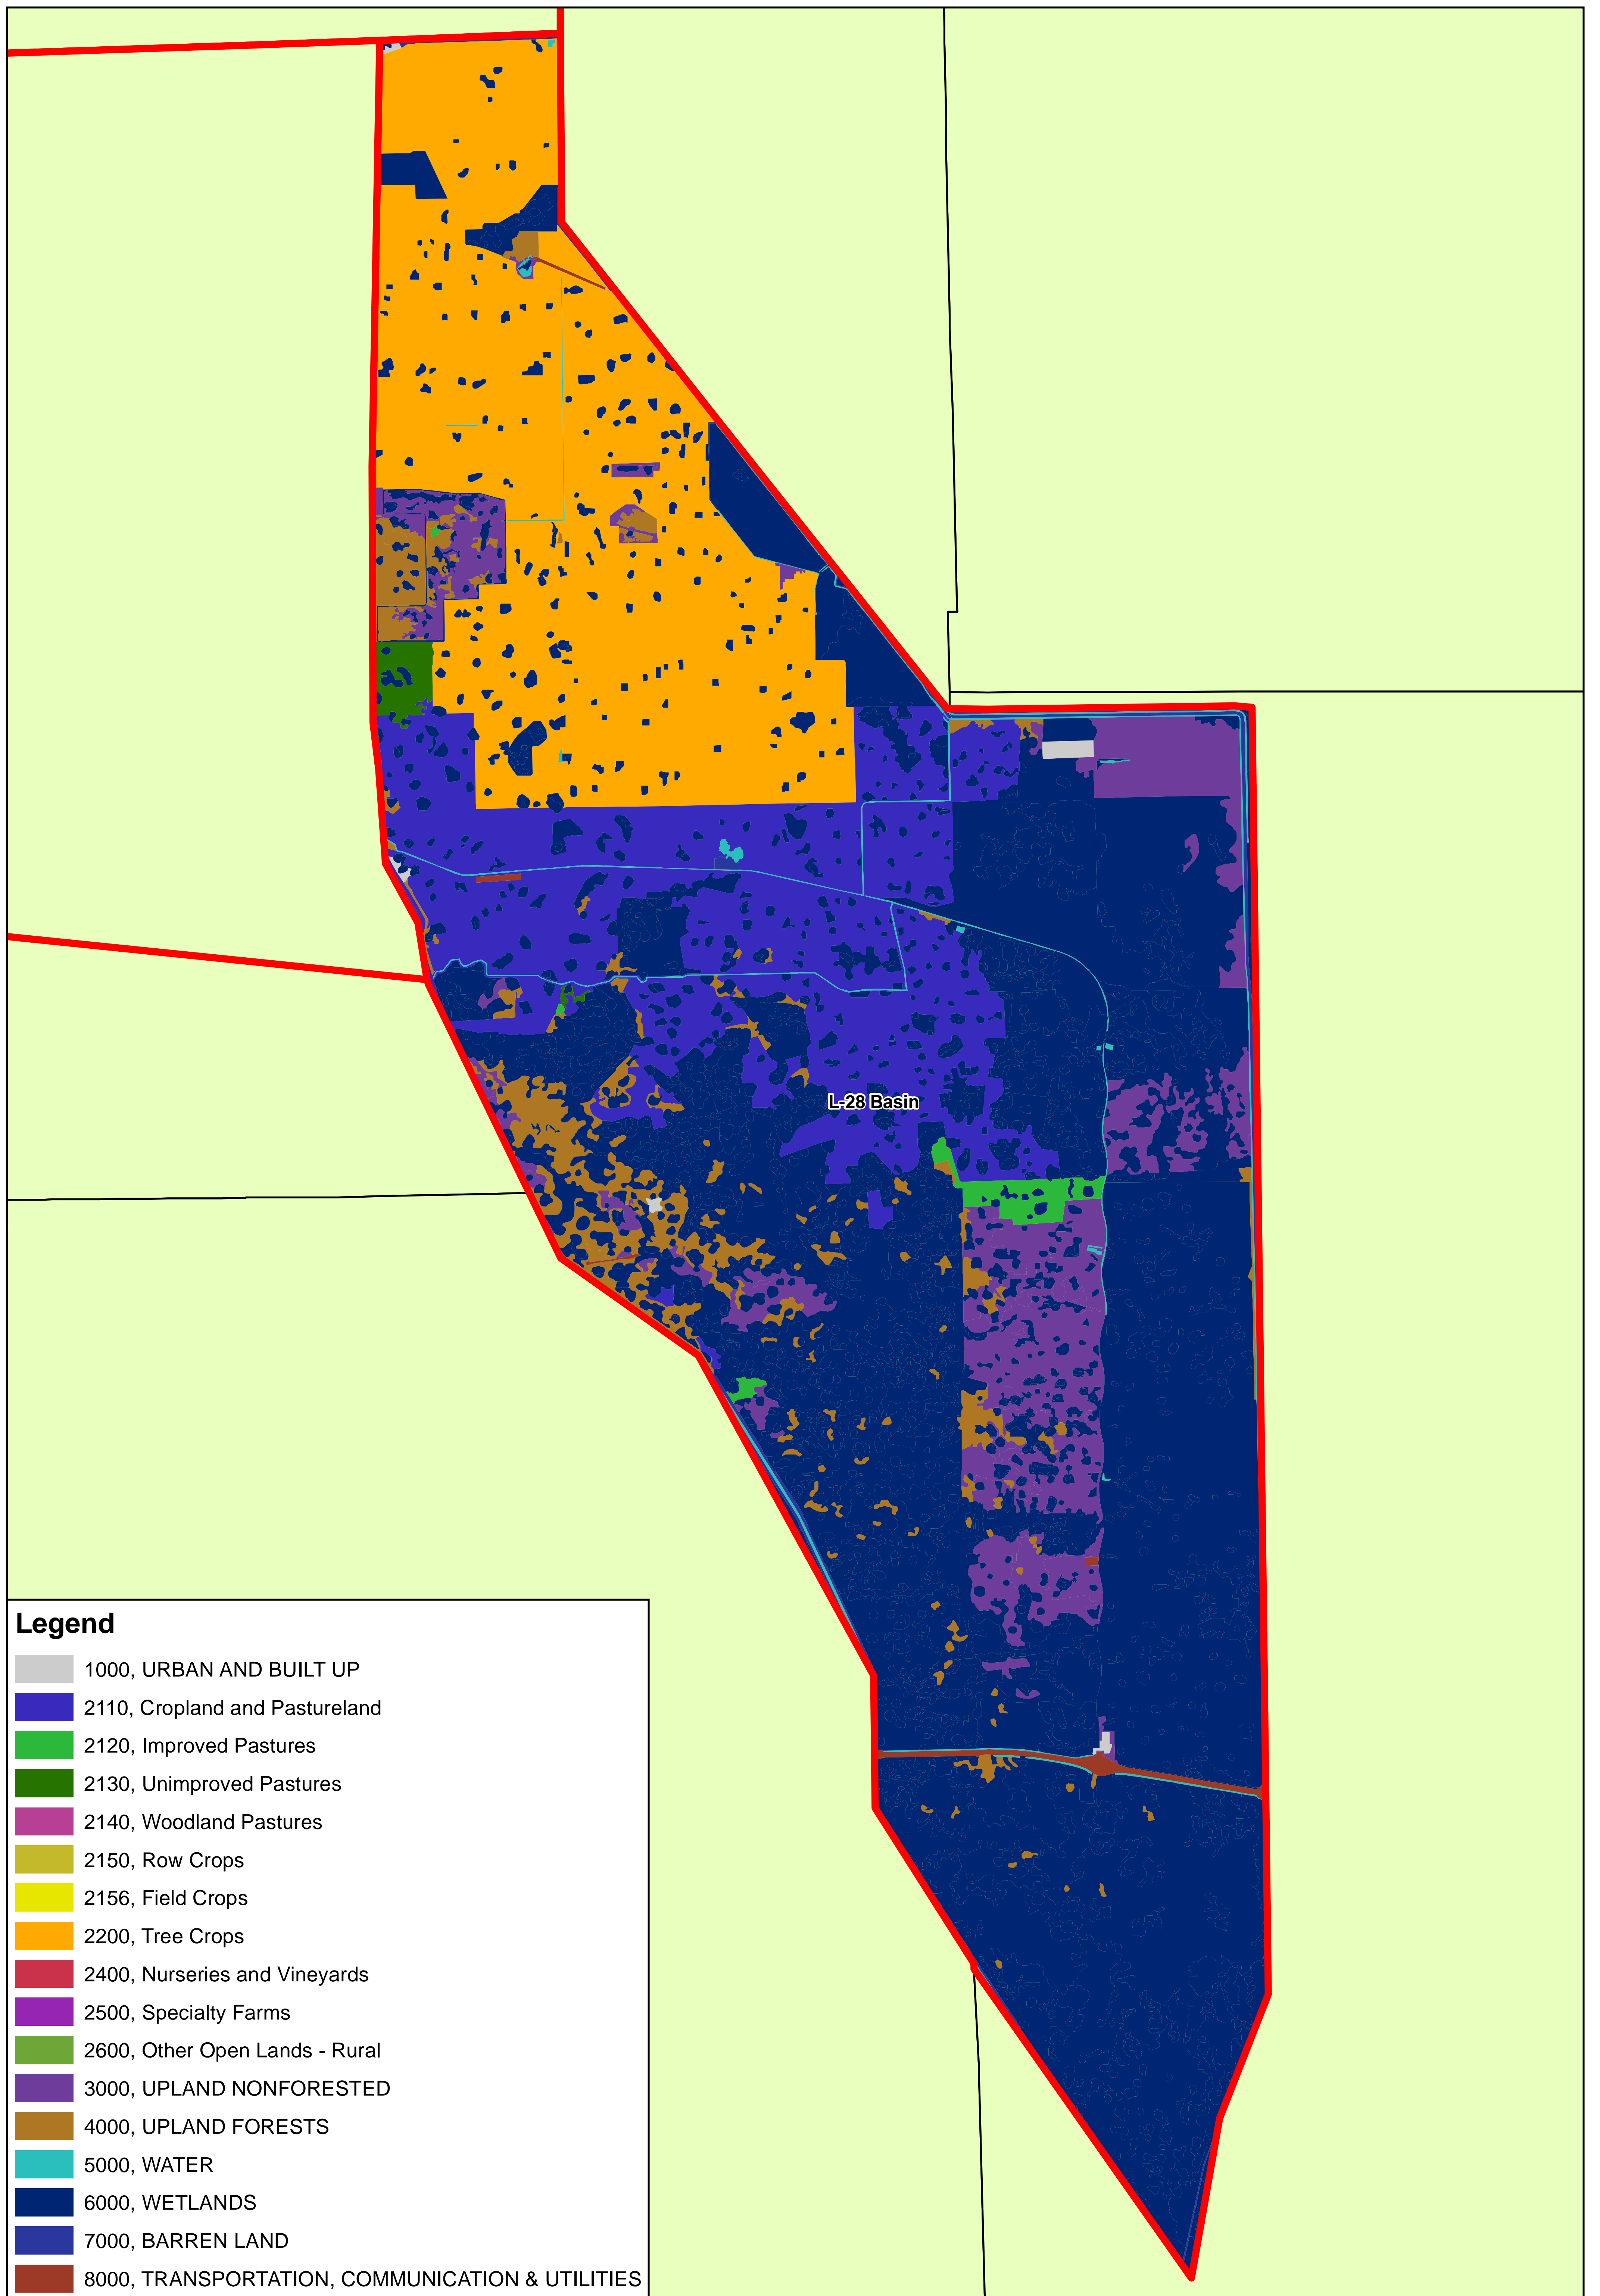 L-28 Basin
Legend
1000, URBAN AND BUILT UP
2110, Cropland and Pastureland
2120, Improved Pastures
2130, Unimproved Pastures
2140, Woodland Pastures
2150, Row Crops
2156, Field Crops
2200, Tree Crops
2400, Nurseries and Vineyards
2500, Specialty Farms
2600, Other Open Lands - Rural
3000, UPLAND NONFORESTED
4000, UPLAND FORESTS
5000, WATER
6000, WETLANDS
7000, BARREN LAND
8000, TRANSPORTATION, COMMUNICATION & UTILITIES